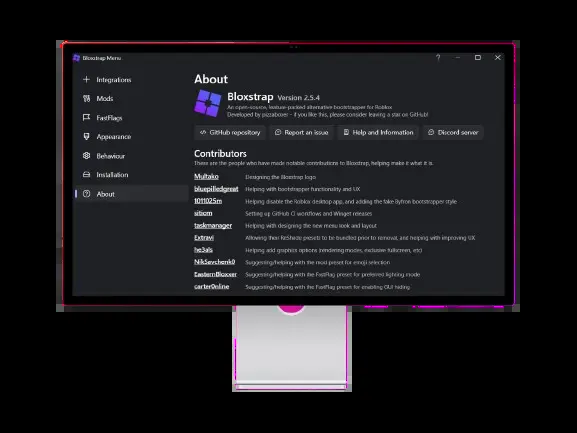 Bloxstrap Menu
?
Integrations
Mods
FastFlags
Appearance
Behaviour
Installation
About
About
Bloxstrap Version 2.5.4
An open-source, feature-packed alternative bootstrapper for Roblox
Developed by pizzaboxer - if you like this, please consider leaving a star on GitHub!
GitHub repository
Report an issue
Help and Information
Discord server
Contributors
These are the people who have made notable contributions to Bloxstrap, helping make it what it is.
Multako Designing the Bloxstrap logo
bluepilledgreat Helping with bootstrapper functionality and UX
1011025m Helping disable the Roblox desktop app, and adding the fake Byfron bootstrapper style
sitiom Setting up GitHub CI workflows and Winget releases
taskmanager Helping with designing the new menu look and layout
Extravi Allowing their ReShade presets to be bundled prior to removal, and helping with improving UX
he3als Helping add graphics options (rendering modes, exclusive fullscreen, etc)
NikSavchenk0 Suggesting/helping with the mod preset for emoji selection
EasternBloxxer Suggesting/helping with the FastFlag preset for preferred lighting mode
carter0nline Suggesting/helping with the FastFlag preset for enabling GUI hiding